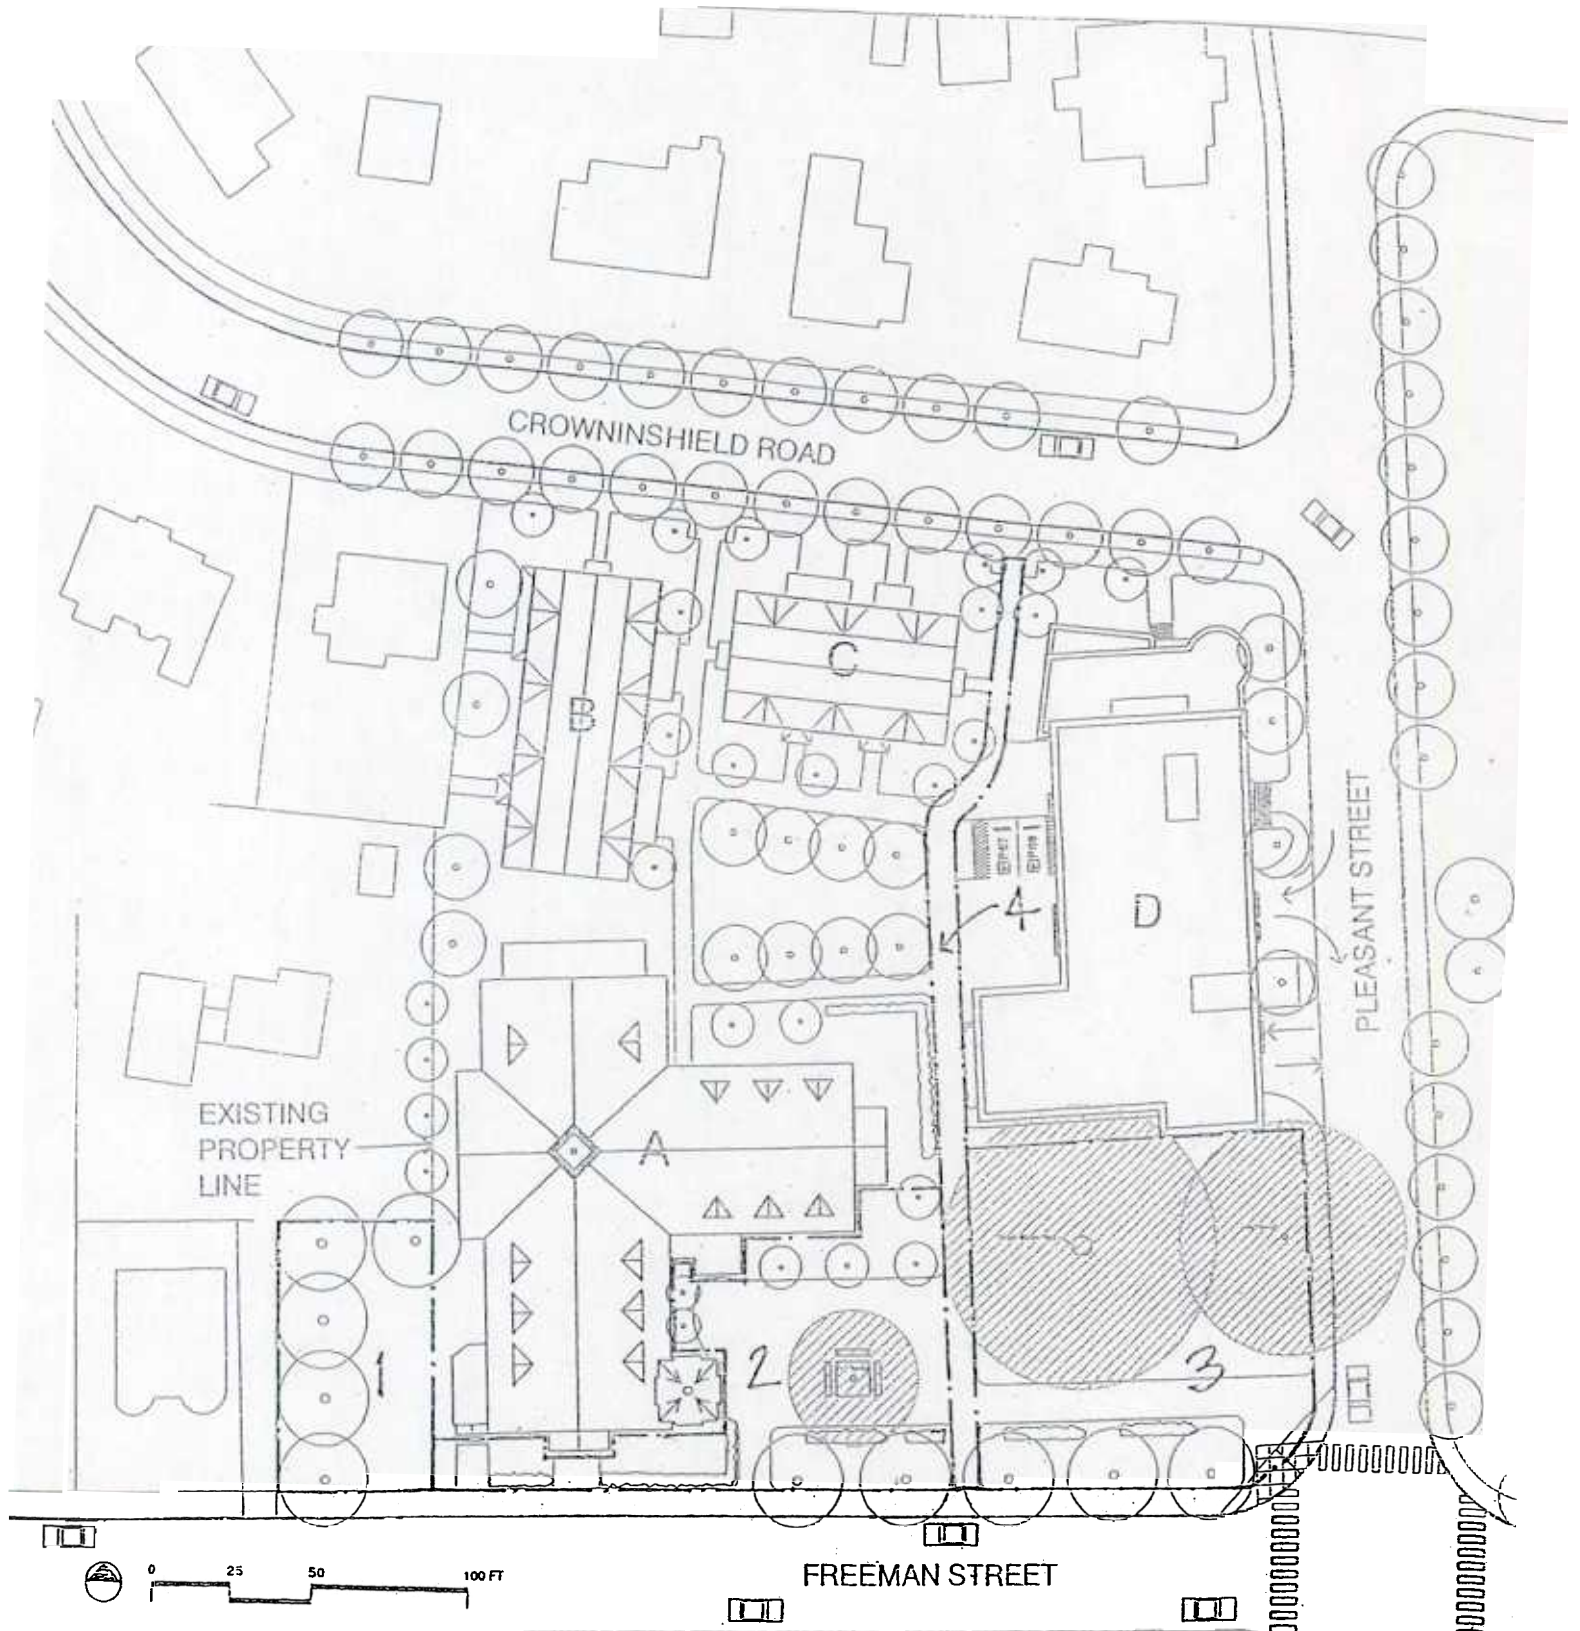 CROWNINSHIELD ROAD
C
B
4
D
PLEASANT STREET
EXISTING
PROPERTY
LINE
A
1
2
3
0 25 50 100 FT
FREEMAN STREET